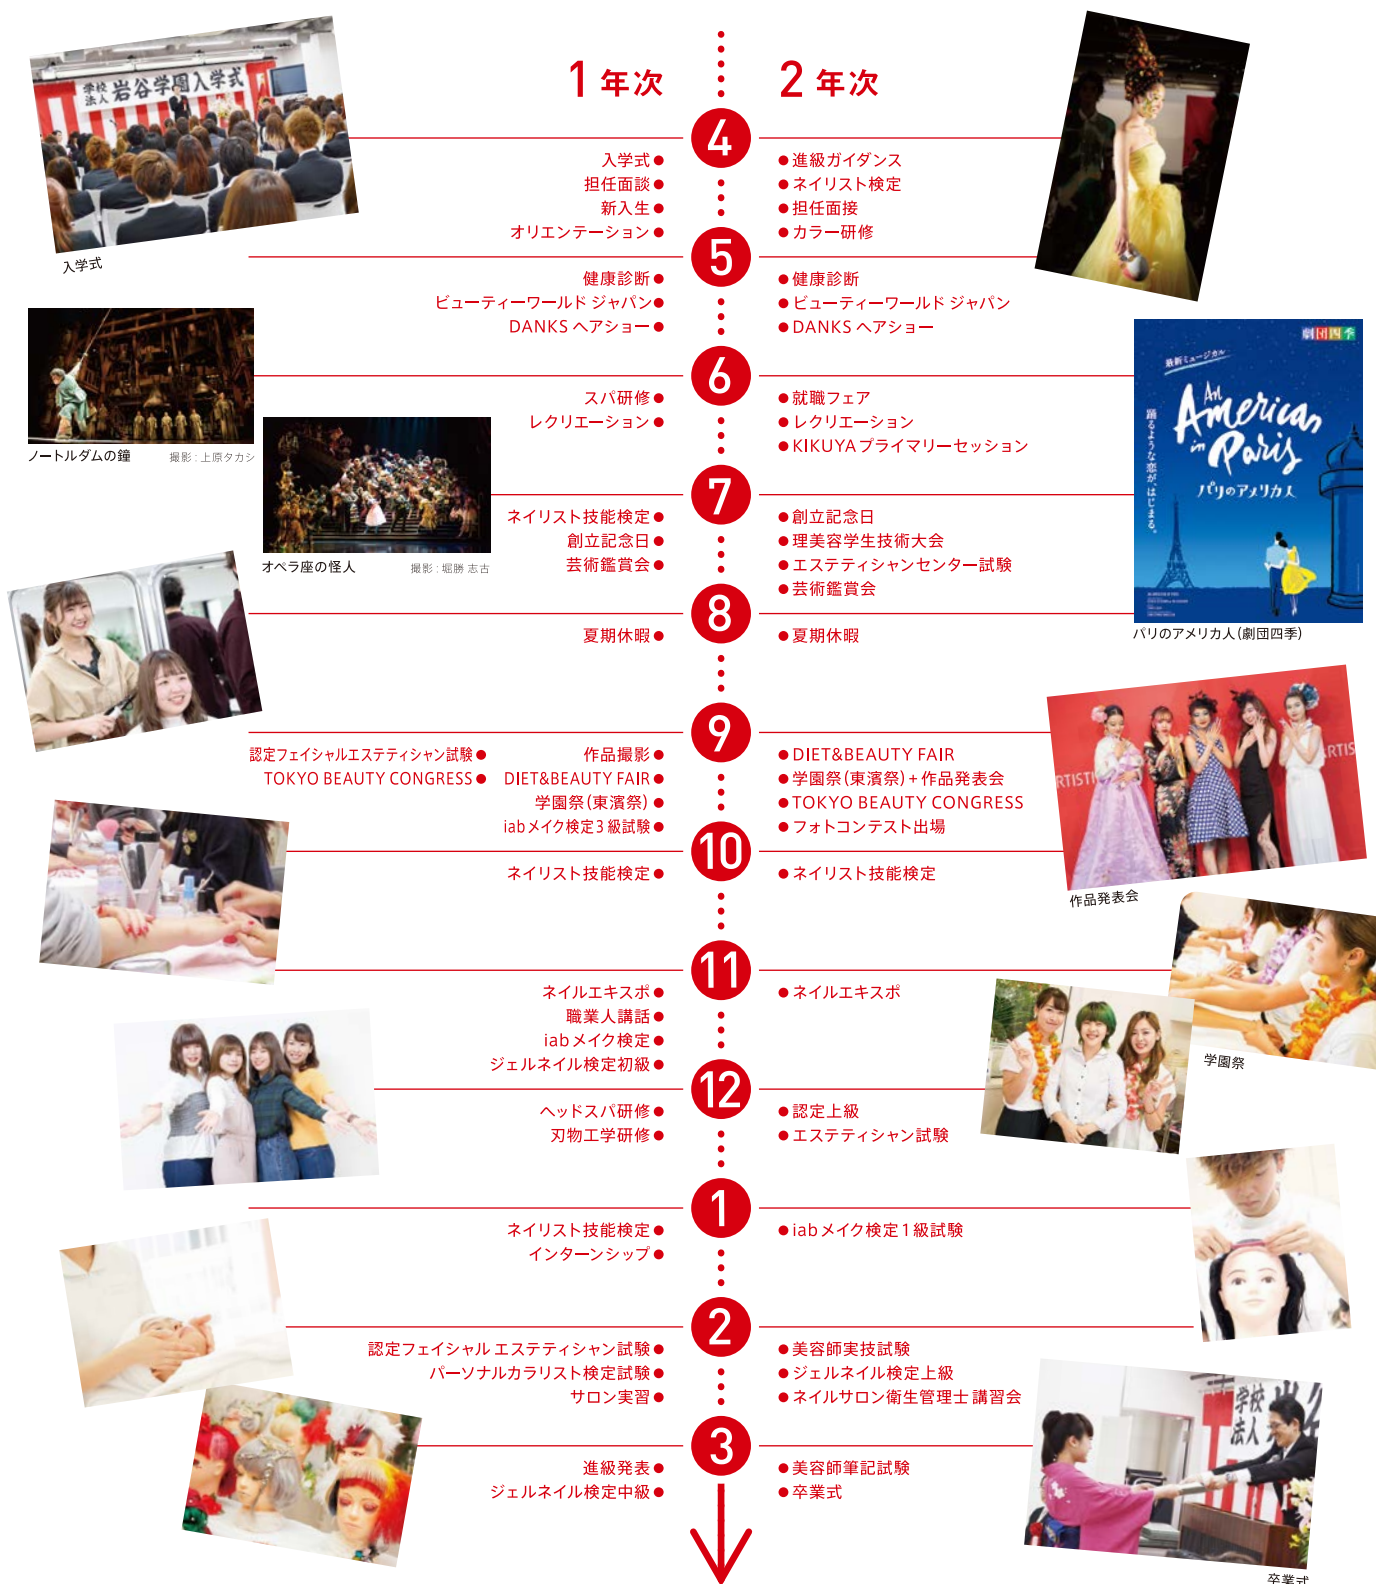 1年次
2年次
4
入学式
担任面談
新入生
オリエンテーション
進級ガイダンス
ネイリスト検定
担任面接
カラー研修
学校法人 岩谷学園入学式
入学式
5
健康診断
ビューティーワールド ジャパン
DANKS ヘアショー
健康診断
ビューティーワールド ジャパン
DANKS ヘアショー
6
スパ研修
レクリエーション
就職フェア
レクリエーション
KIKUYAプライマリーセッション
ノートルダムの鐘 撮影：上原タカシ
劇団四季
最新ミュージカル
An
American
in
Paris
パリのアメリカ人
踊るような恋が、はじまる。
パリのアメリカ人(劇団四季)
7
ネイリスト技能検定
創立記念日
芸術鑑賞会
創立記念日
理美容学生技術大会
エステティシャンセンター試験
芸術鑑賞会
オペラ座の怪人 撮影：堀勝 志古
8
夏期休暇
夏期休暇
9
認定フェイシャルエステティシャン試験
TOKYO BEAUTY CONGRESS
作品撮影
DIET&BEAUTY FAIR
学園祭(東濱祭)
iabメイク検定3級試験
DIET&BEAUTY FAIR
学園祭(東濱祭)+作品発表会
TOKYO BEAUTY CONGRESS
フォトコンテスト出場
ARTISTI
ARTIS
作品発表会
10
ネイリスト技能検定
ネイリスト技能検定
11
ネイルエキスポ
職業人講話
iabメイク検定
ジェルネイル検定初級
ネイルエキスポ
学園祭
12
ヘッドスパ研修
刃物工学研修
認定上級
エステティシャン試験
1
ネイリスト技能検定
インターンシップ
iabメイク検定1級試験
2
認定フェイシャル エステティシャン試験
パーソナルカラリスト検定試験
サロン実習
美容師実技試験
ジェルネイル検定上級
ネイルサロン衛生管理士 講習会
3
進級発表
ジェルネイル検定中級
美容師筆記試験
卒業式
学校法人
卒業式